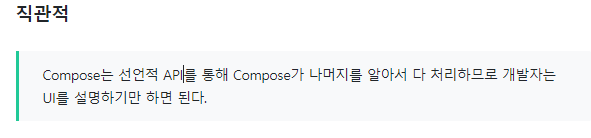 직관적
Compose는 선언적 API를 통해 Compose가 나머지를 알아서 다 처리하므로 개발자는
UI를 설명하기만 하면 된다.